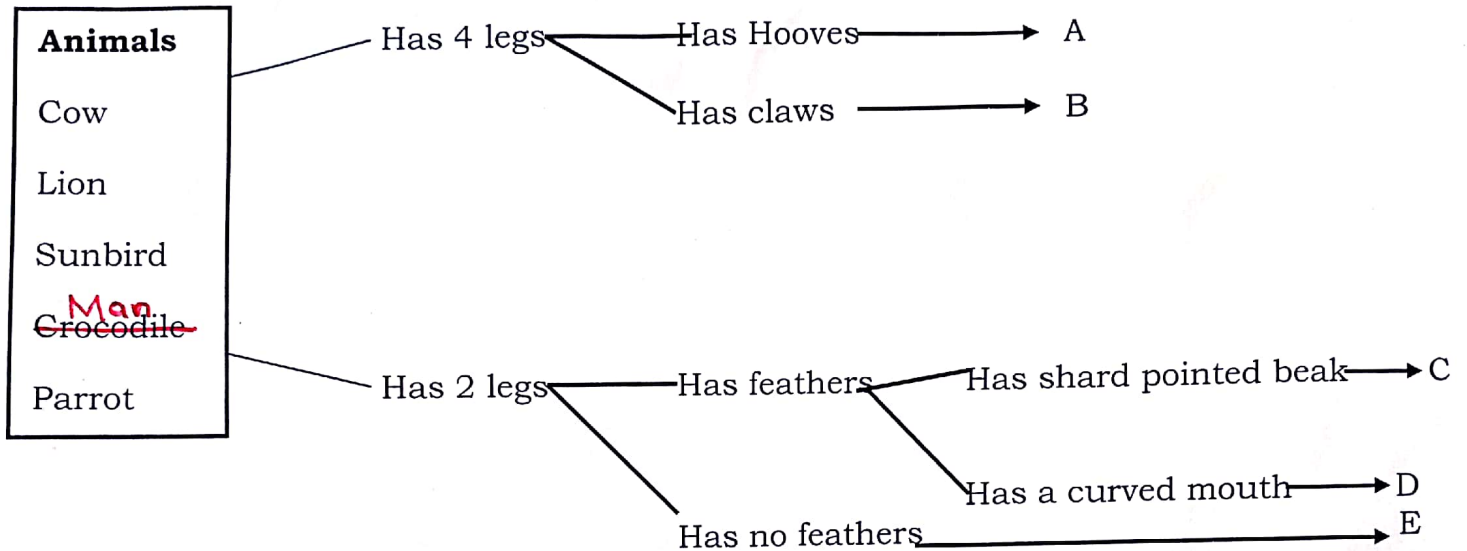 Animals
Cow
Lion
Sunbird
Man
Crocodile
Parrot
Has 4 legs
Has Hooves
A
Has claws
B
Has 2 legs
Has feathers
Has shard pointed beak
C
Has a curved mouth
D
Has no feathers
E